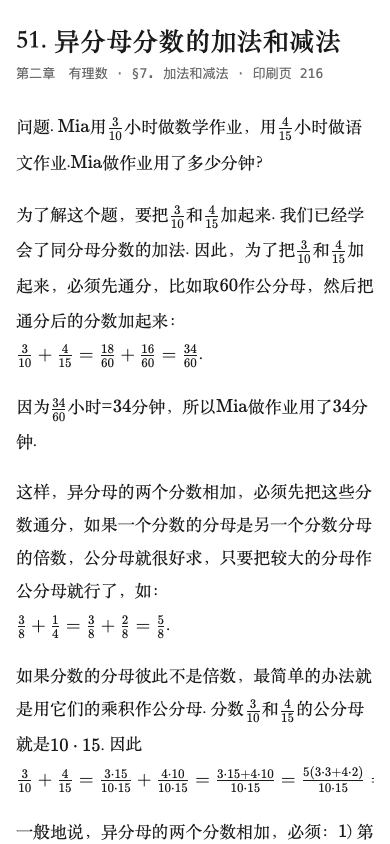 51. 异分母分数的加法和减法
第二章 有理数 · §7. 加法和减法 · 印刷页 216
问题. Mia用3/10小时做数学作业，用4/15小时做语
文作业.Mia做作业用了多少分钟?
为了解这个题，要把3/10和4/15加起来. 我们已经学
会了同分母分数的加法. 因此，为了把3/10和4/15加
起来，必须先通分，比如取60作公分母，然后把
通分后的分数加起来：
3/10 + 4/15 = 18/60 + 16/60 = 34/60.
因为34/60小时=34分钟，所以Mia做作业用了34分
钟.
这样，异分母的两个分数相加，必须先把这些分
数通分，如果一个分数的分母是另一个分数分母
的倍数，公分母就很好求，只要把较大的分母作
公分母就行了，如：
3/8 + 1/4 = 3/8 + 2/8 = 5/8.
如果分数的分母彼此不是倍数，最简单的办法就
是用它们的乘积作公分母. 分数3/10和4/15的公分母
就是10 · 15. 因此
3/10 + 4/15 = 3·15/10·15 + 4·10/10·15 = 3·15+4·10/10·15 = 5(3·3+4·2)/10·15
一般地说，异分母的两个分数相加，必须：1) 第